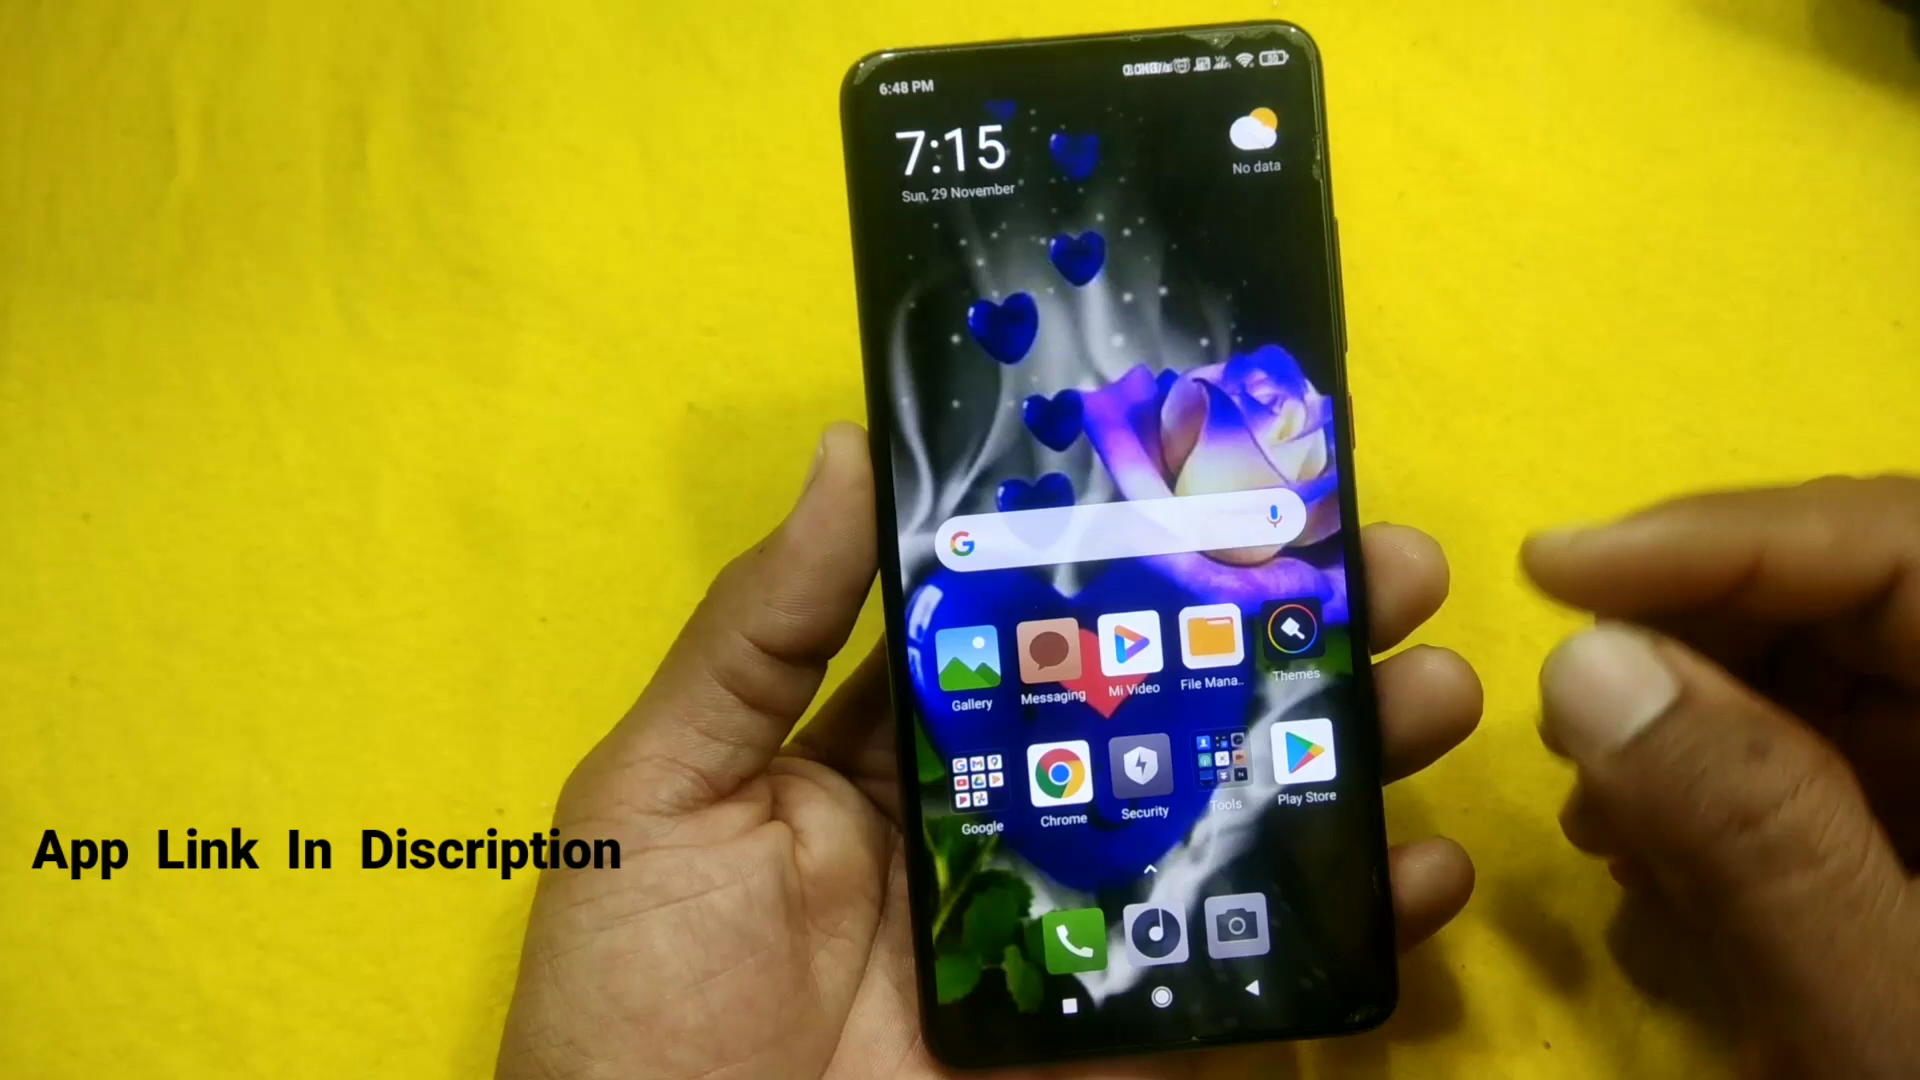 6:48 PM
7:15
Sun, 29 November
No data
Gallery
Messaging
Mi Video
File Mana..
Themes
Google
Chrome
Security
Tools
Play Store
App Link In Discription